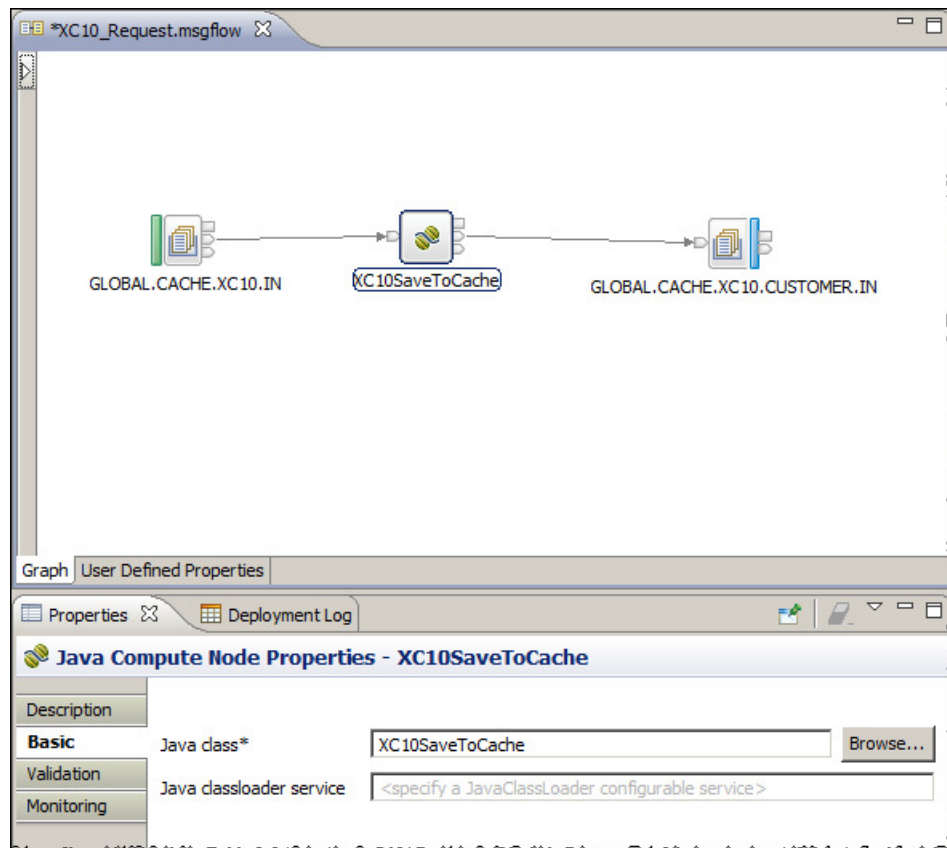 *XC10_Request.msgflow
GLOBAL.CACHE.XC10.IN
XC10SaveToCache
GLOBAL.CACHE.XC10.CUSTOMER.IN
Graph User Defined Properties
Properties Deployment Log
Java Compute Node Properties - XC10SaveToCache
Description
Basic
Java class* XC10SaveToCache Browse...
Validation
Java classloader service <specify a JavaClassLoader configurable service>
Monitoring